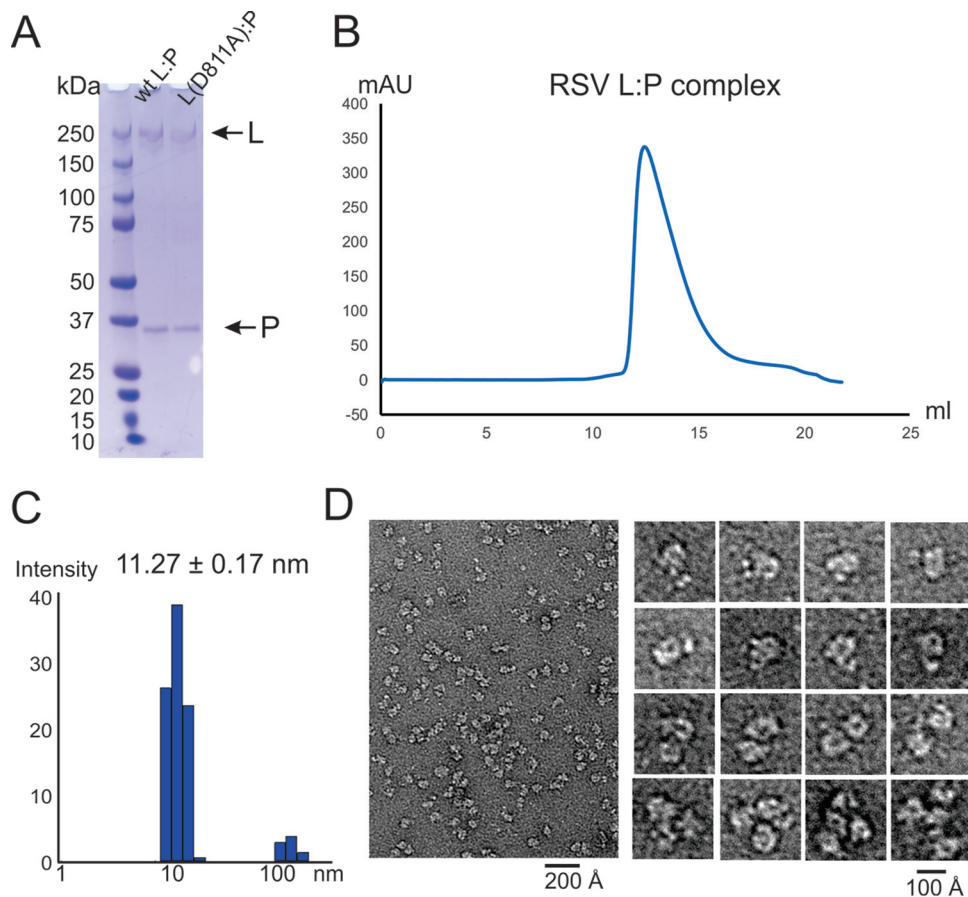 A
kDa
wt L:P
L(D811A):P
250
150
100
75
50
37
25
20
15
10
L
P
B
mAU
RSV L:P complex
400
350
300
250
200
150
100
50
0
-50
0 5 10 15 20 25
ml
C
Intensity 11.27 ± 0.17 nm
40
30
20
10
0
1 10 100 nm
D
200 Å
100 Å